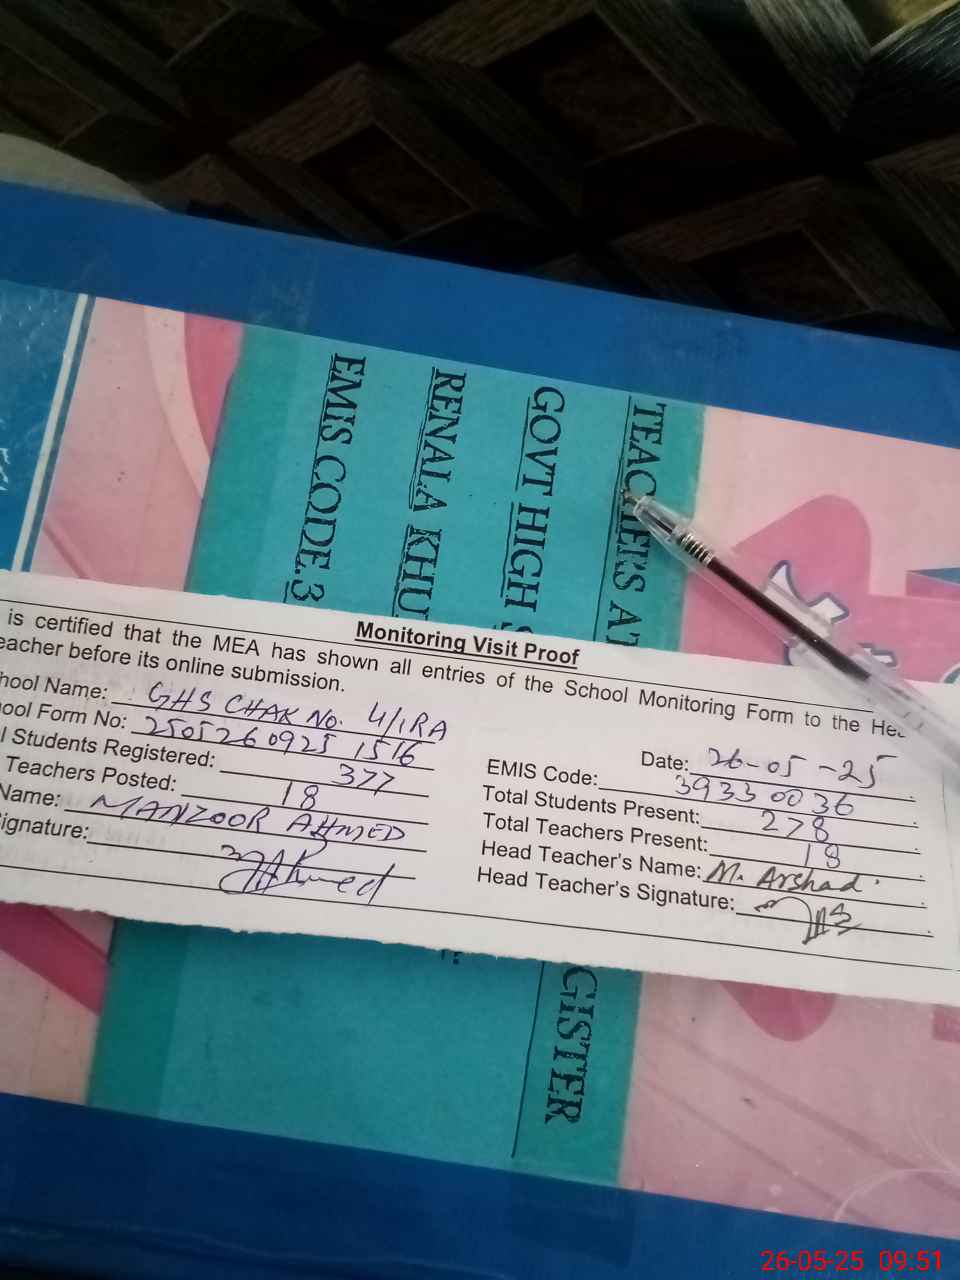 TEACHERS AT
GOVT HIGH S
RENALA KHU
EMIS CODE.3
GISTER
Monitoring Visit Proof
is certified that the MEA has shown all entries of the School Monitoring Form to the Hea
eacher before its online submission.
hool Name: GHS CHAK No. 4/1RA
ool Form No: 2505260925 1516
Date: 26-05-25
l Students Registered: 377
EMIS Code: 39330036
Teachers Posted: 18
Total Students Present: 278
Name: MANZOOR AHMED
Total Teachers Present: 18
ignature: Ahmed
Head Teacher's Name: M. Arshad.
Head Teacher's Signature:
26-05-25 09:51